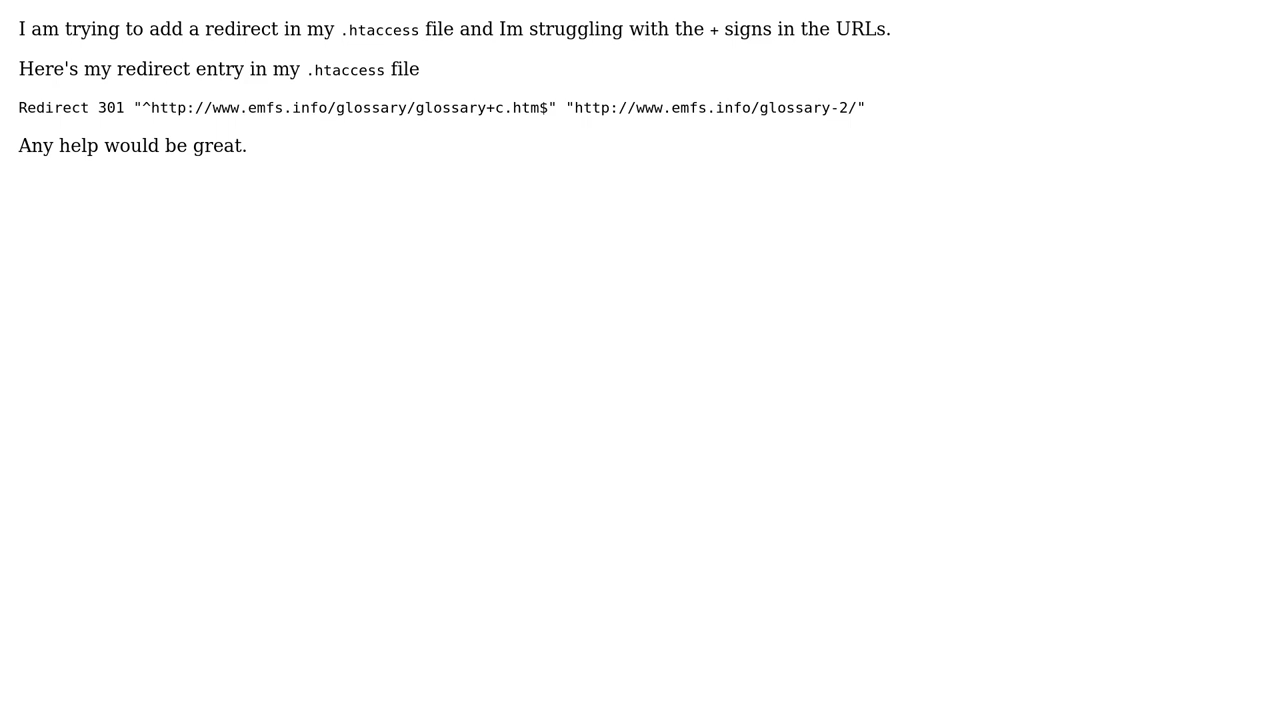 I am trying to add a redirect in my .htaccess file and Im struggling with the + signs in the URLs.
Here's my redirect entry in my .htaccess file
Redirect 301 "^http://www.emfs.info/glossary/glossary+c.htm$" "http://www.emfs.info/glossary-2/"
Any help would be great.